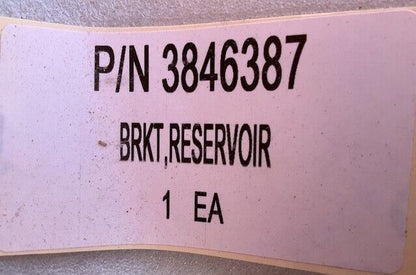 P/N 3846387
BRKT,RESERVOIR
1 EA